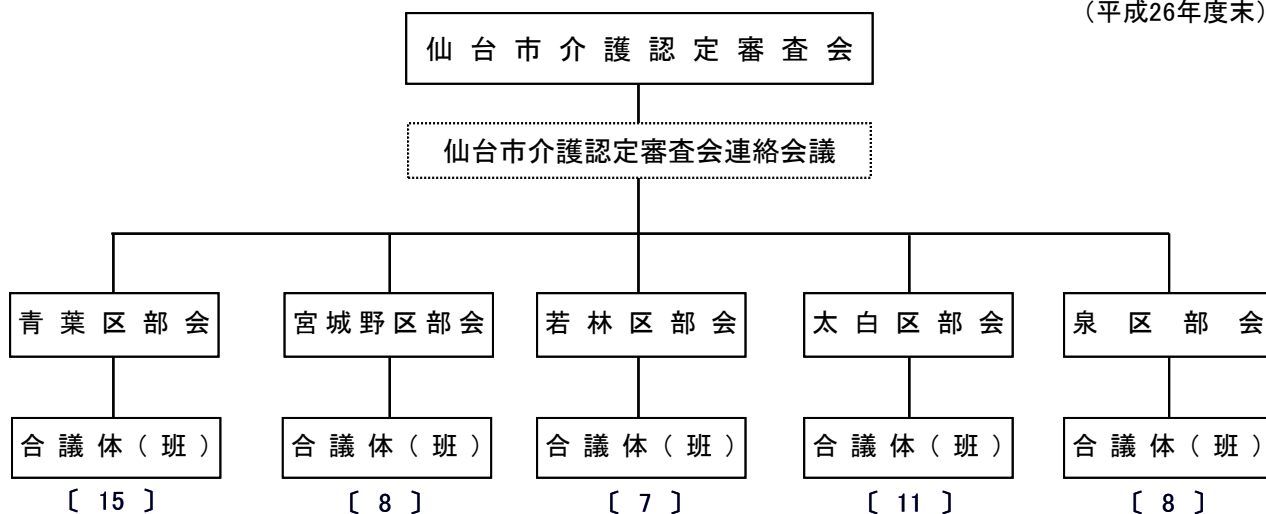 (平成26年度末)
仙台市介護認定審査会
仙台市介護認定審査会連絡会議
青葉区部会
宮城野区部会
若林区部会
太白区部会
泉区部会
合議体(班)
合議体(班)
合議体(班)
合議体(班)
合議体(班)
〔 15 〕
〔 8 〕
〔 7 〕
〔 11 〕
〔 8 〕